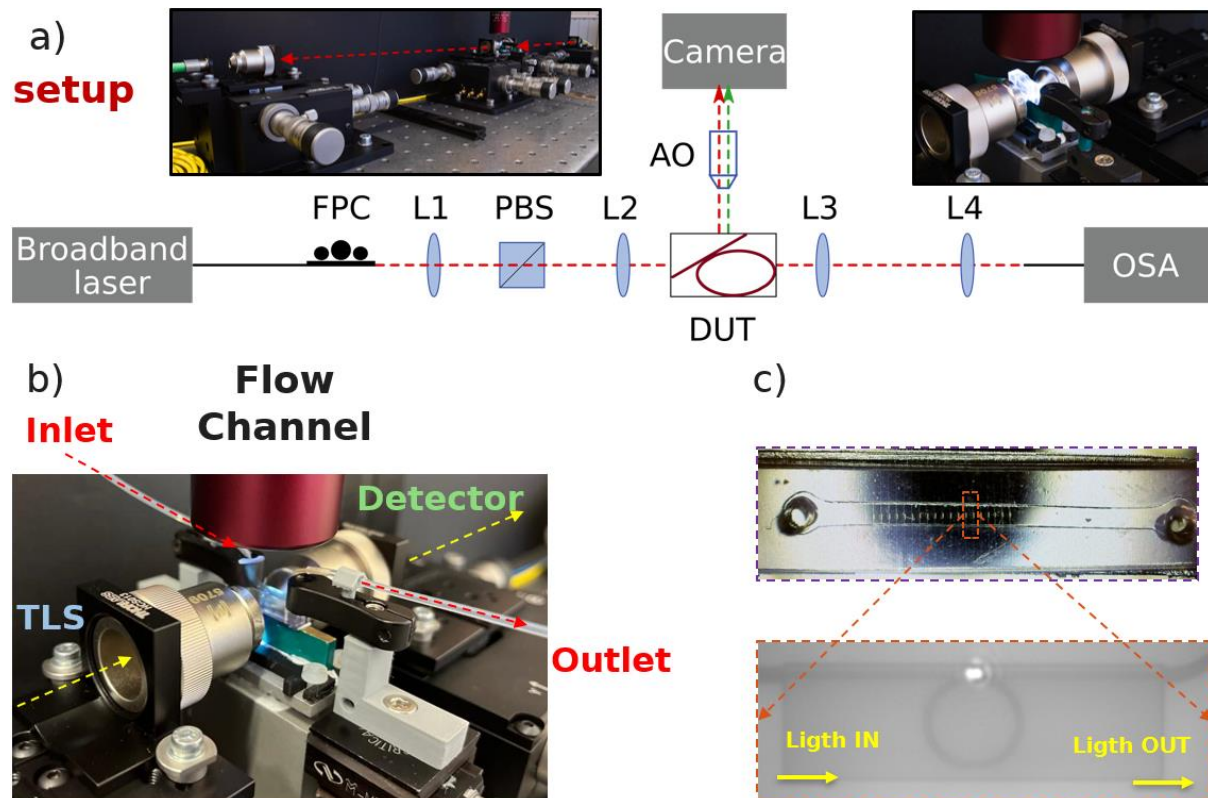 a)
setup
Camera
AO
FPC
L1
PBS
L2
L3
L4
Broadband
laser
DUT
OSA
b)
Flow
Channel
Inlet
Detector
TLS
Outlet
c)
Ligth IN
Ligth OUT